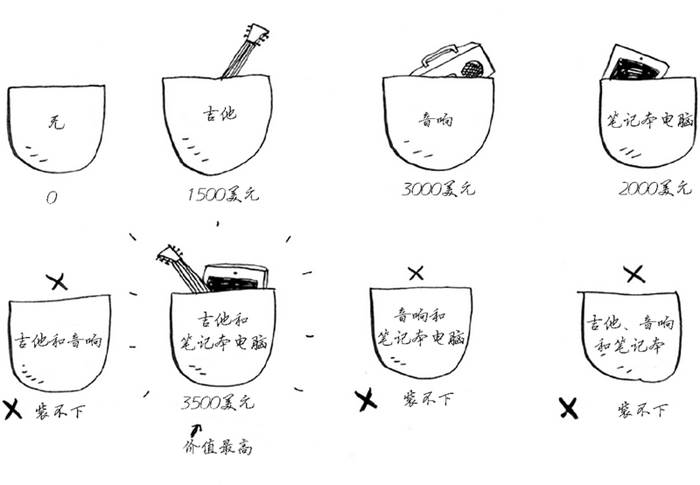 无
吉他
音响
笔记本电脑
0
1500美元
3000美元
2000美元
吉他和音响
吉他和
笔记本电脑
音响和
笔记本电脑
吉他、音响
和笔记本
装不下
3500美元
装不下
装不下
价值最高